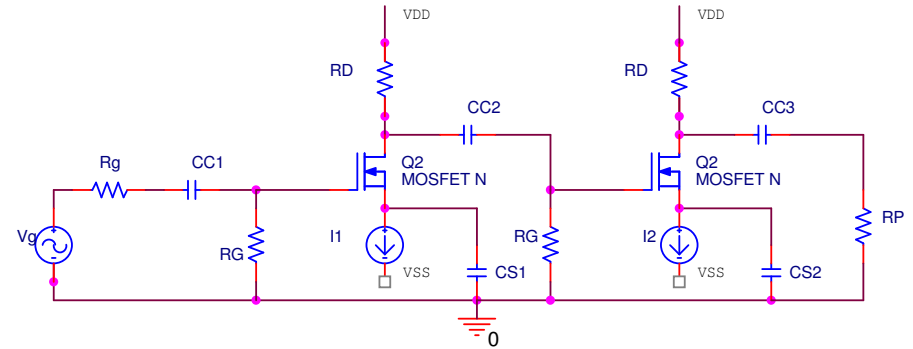 VDD
VDD
RD
RD
CC2
CC3
Rg
CC1
Q2
MOSFET N
Q2
MOSFET N
RP
Vg
RG
I1
RG
I2
VSS
CS1
VSS
CS2
0